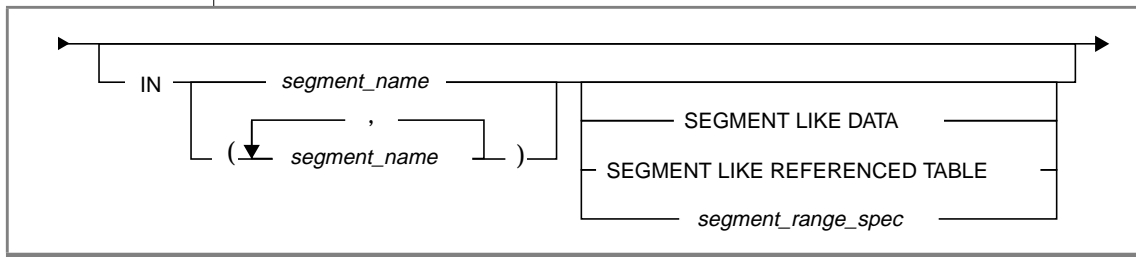 IN segment_name
,
( segment_name )
SEGMENT LIKE DATA
SEGMENT LIKE REFERENCED TABLE
segment_range_spec